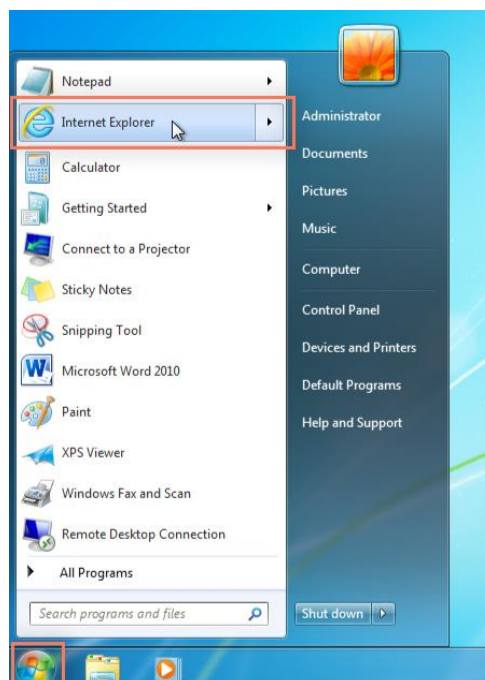 Notepad
Internet Explorer
Calculator
Getting Started
Connect to a Projector
Sticky Notes
Snipping Tool
Microsoft Word 2010
Paint
XPS Viewer
Windows Fax and Scan
Remote Desktop Connection
All Programs
Search programs and files
Administrator
Documents
Pictures
Music
Computer
Control Panel
Devices and Printers
Default Programs
Help and Support
Shut down